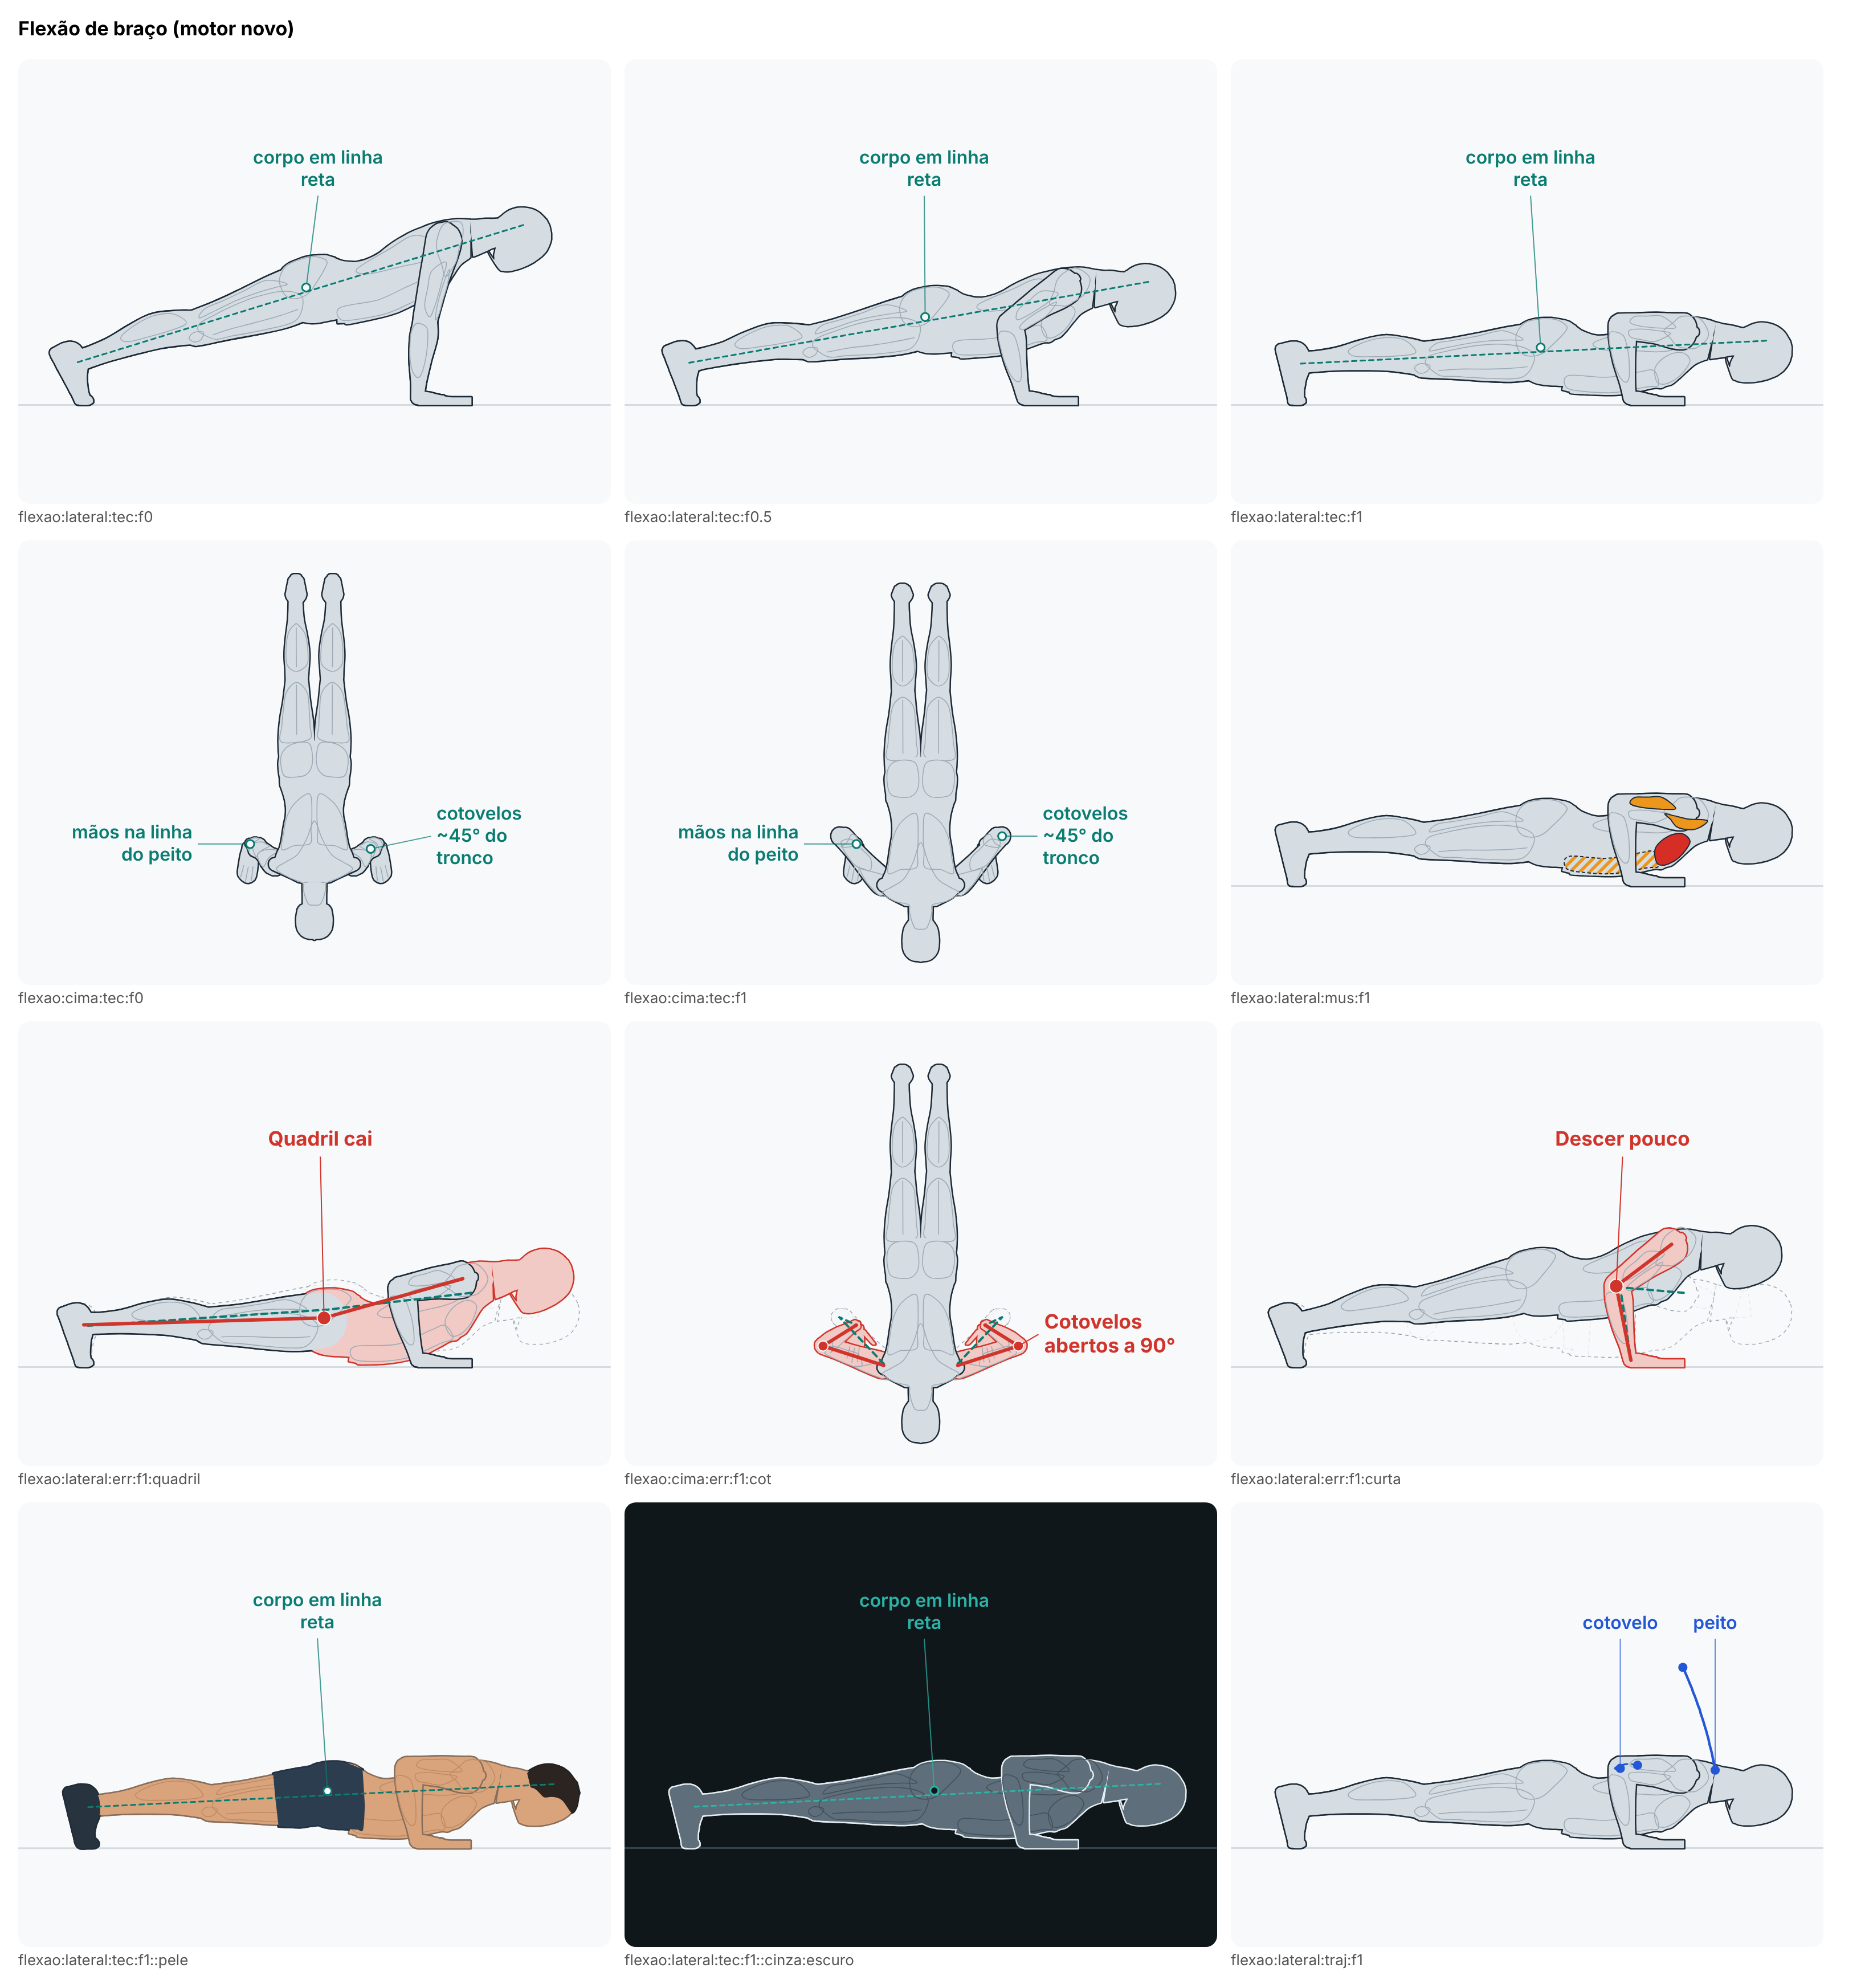 Flexão de braço (motor novo)
corpo em linha
reta
corpo em linha
reta
corpo em linha
reta
flexao:lateral:tec:f0
flexao:lateral:tec:f0.5
flexao:lateral:tec:f1
mãos na linha
do peito
cotovelos
~45° do
tronco
mãos na linha
do peito
cotovelos
~45° do
tronco
flexao:cima:tec:f0
flexao:cima:tec:f1
flexao:lateral:mus:f1
Quadril cai
Cotovelos
abertos a 90°
Descer pouco
flexao:lateral:err:f1:quadril
flexao:cima:err:f1:cot
flexao:lateral:err:f1:curta
corpo em linha
reta
corpo em linha
reta
cotovelo
peito
flexao:lateral:tec:f1::pele
flexao:lateral:tec:f1::cinza:escuro
flexao:lateral:traj:f1